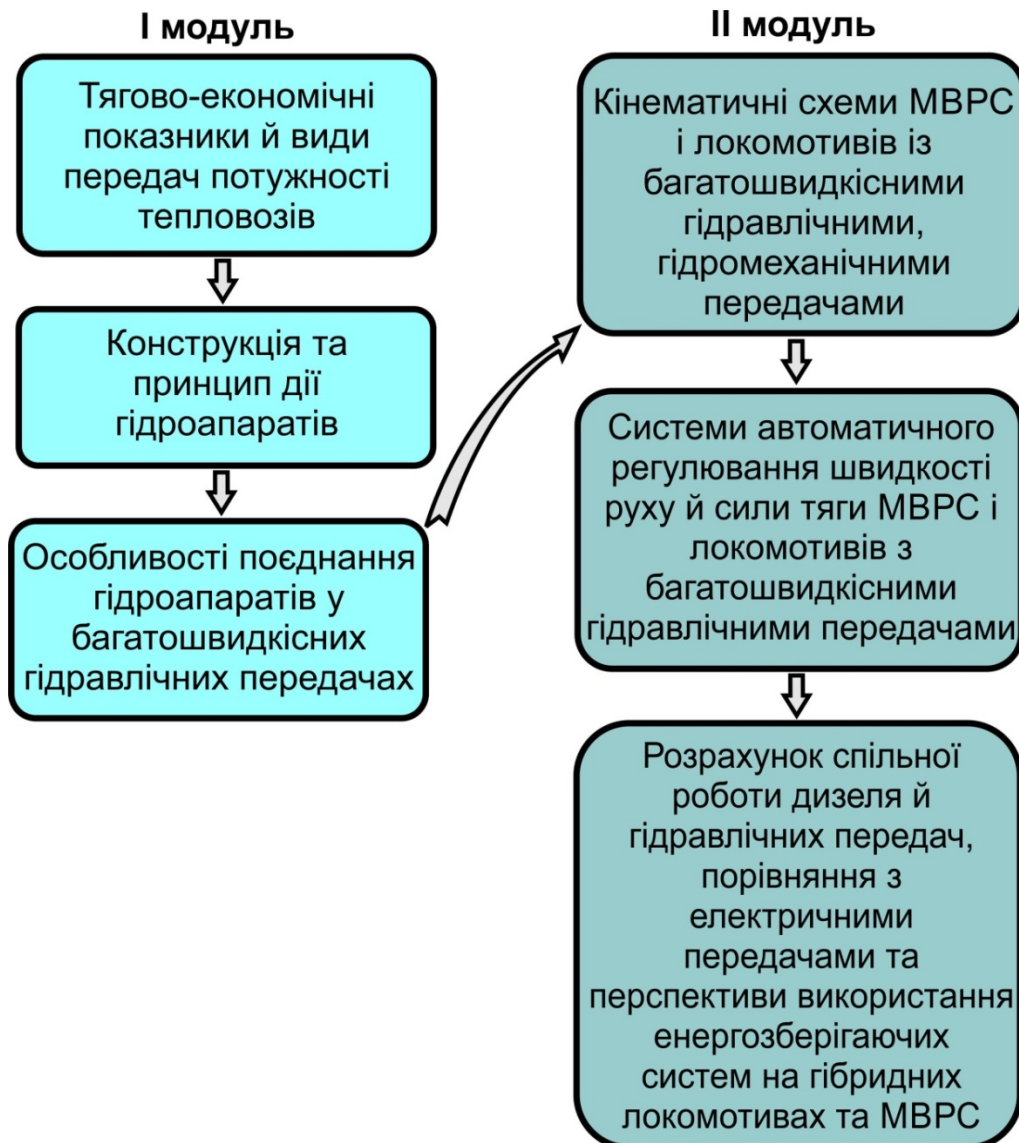 І модуль
Тягово-економічні
показники й види
передач потужності
тепловозів
Конструкція та
принцип дії
гідроапаратів
Особливості поєднання
гідроапаратів у
багатошвидкісних
гідравлічних передачах
ІІ модуль
Кінематичні схеми МВРС
і локомотивів із
багатошвидкісними
гідравлічними,
гідромеханічними
передачами
Системи автоматичного
регулювання швидкості
руху й сили тяги МВРС і
локомотивів з
багатошвидкісними
гідравлічними передачами
Розрахунок спільної
роботи дизеля й
гідравлічних передач,
порівняння з
електричними
передачами та
перспективи використання
енергозберігаючих
систем на гібридних
локомотивах та МВРС